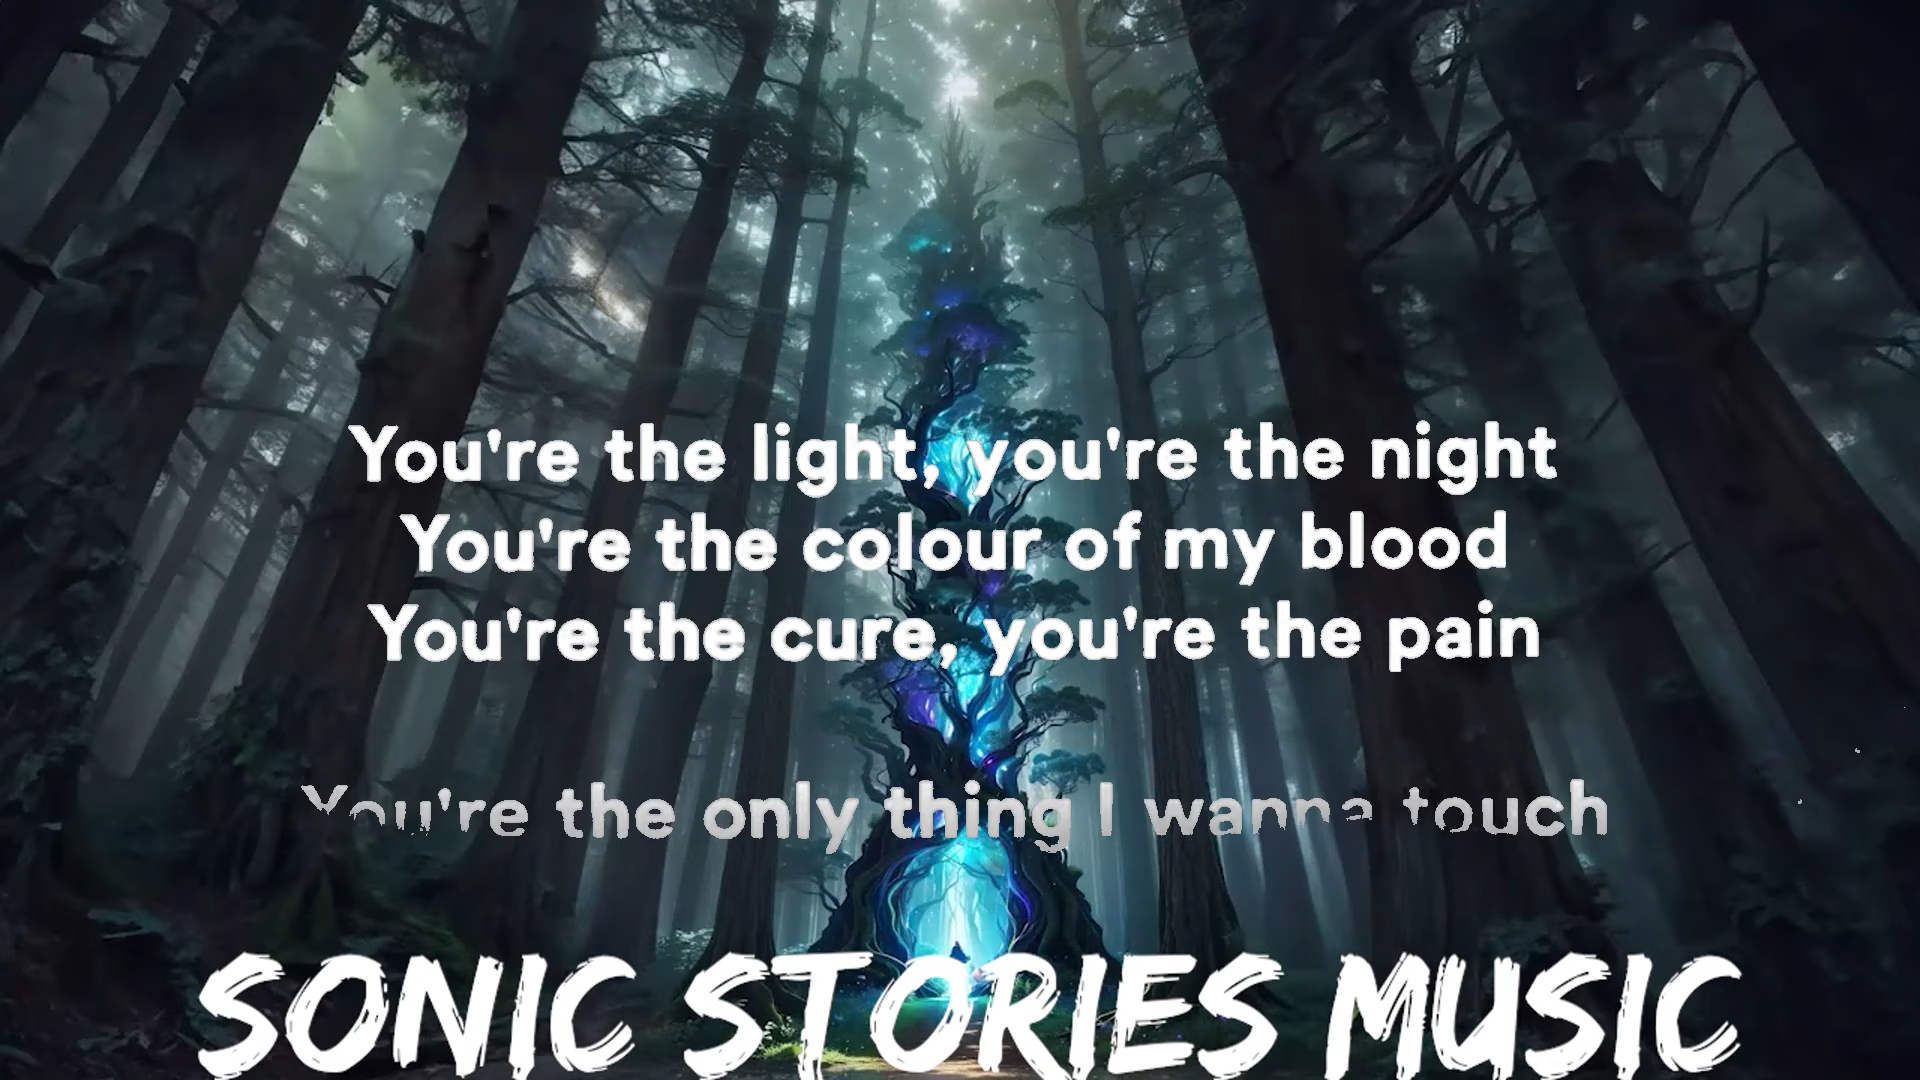 You're the light, you're the night
You're the colour of my blood
You're the cure, you're the pain
You're the only thing I wanna touch
SONIC STORIES MUSIC